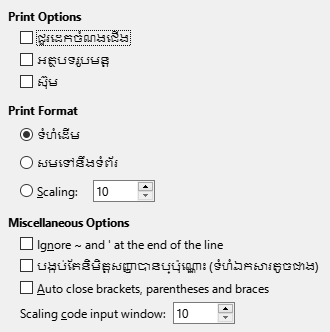 Print Options
ជួរដេកចំណងជើង
អត្ថបទរូបមន្ត
ស៊ុម
Print Format
ទំហំដើម
សមទៅនឹងទំព័រ
Scaling: 10
Miscellaneous Options
Ignore ~ and ' at the end of the line
បង្កប់តែនិមិត្តសញ្ញាបានប្រើប៉ុណ្ណោះ (ទំហំឯកសារតូចជាង)
Auto close brackets, parentheses and braces
Scaling code input window: 10